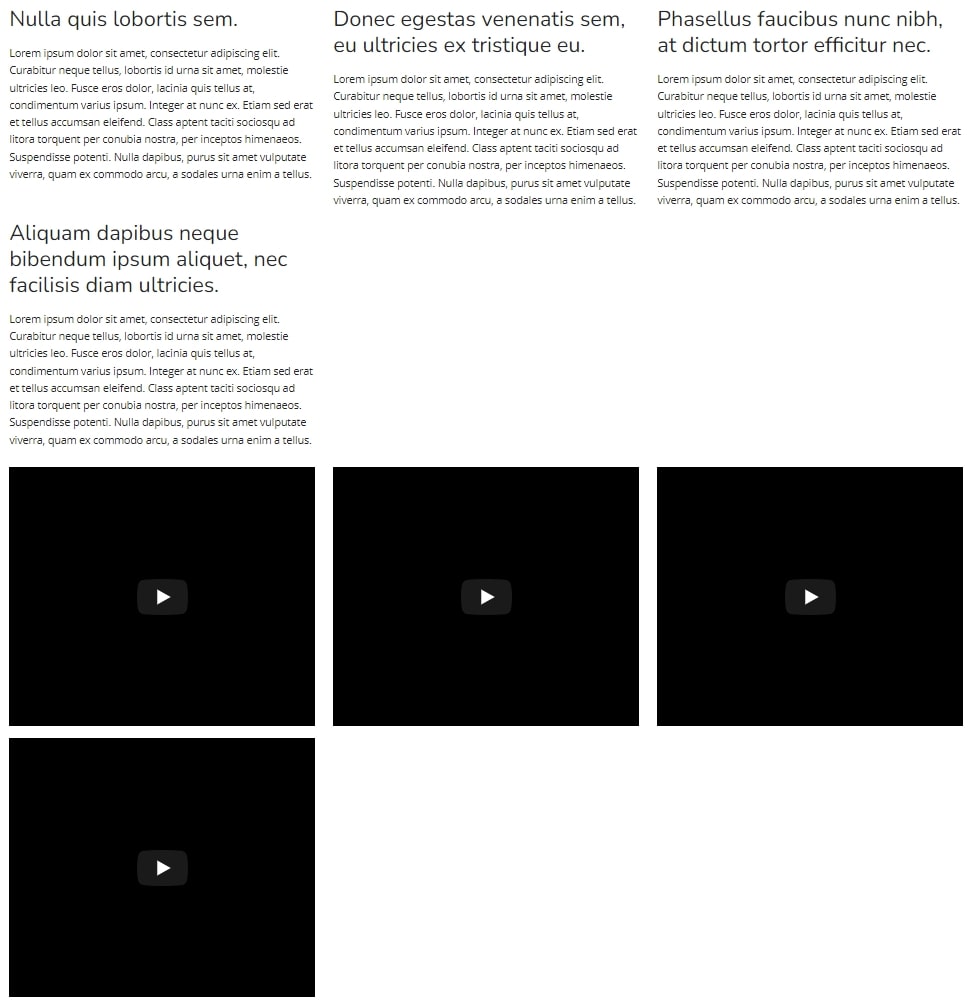 Nulla quis lobortis sem.
Lorem ipsum dolor sit amet, consectetur adipiscing elit.
Curabitur neque tellus, lobortis id urna sit amet, molestie
ultricies leo. Fusce eros dolor, lacinia quis tellus at,
condimentum varius ipsum. Integer at nunc ex. Etiam sed erat
et tellus accumsan eleifend. Class aptent taciti sociosqu ad
litora torquent per conubia nostra, per inceptos himenaeos.
Suspendisse potenti. Nulla dapibus, purus sit amet vulputate
viverra, quam ex commodo arcu, a sodales urna enim a tellus.
Donec egestas venenatis sem,
eu ultricies ex tristique eu.
Lorem ipsum dolor sit amet, consectetur adipiscing elit.
Curabitur neque tellus, lobortis id urna sit amet, molestie
ultricies leo. Fusce eros dolor, lacinia quis tellus at,
condimentum varius ipsum. Integer at nunc ex. Etiam sed erat
et tellus accumsan eleifend. Class aptent taciti sociosqu ad
litora torquent per conubia nostra, per inceptos himenaeos.
Suspendisse potenti. Nulla dapibus, purus sit amet vulputate
viverra, quam ex commodo arcu, a sodales urna enim a tellus.
Phasellus faucibus nunc nibh,
at dictum tortor efficitur nec.
Lorem ipsum dolor sit amet, consectetur adipiscing elit.
Curabitur neque tellus, lobortis id urna sit amet, molestie
ultricies leo. Fusce eros dolor, lacinia quis tellus at,
condimentum varius ipsum. Integer at nunc ex. Etiam sed erat
et tellus accumsan eleifend. Class aptent taciti sociosqu ad
litora torquent per conubia nostra, per inceptos himenaeos.
Suspendisse potenti. Nulla dapibus, purus sit amet vulputate
viverra, quam ex commodo arcu, a sodales urna enim a tellus.
Aliquam dapibus neque
bibendum ipsum aliquet, nec
facilisis diam ultricies.
Lorem ipsum dolor sit amet, consectetur adipiscing elit.
Curabitur neque tellus, lobortis id urna sit amet, molestie
ultricies leo. Fusce eros dolor, lacinia quis tellus at,
condimentum varius ipsum. Integer at nunc ex. Etiam sed erat
et tellus accumsan eleifend. Class aptent taciti sociosqu ad
litora torquent per conubia nostra, per inceptos himenaeos.
Suspendisse potenti. Nulla dapibus, purus sit amet vulputate
viverra, quam ex commodo arcu, a sodales urna enim a tellus.